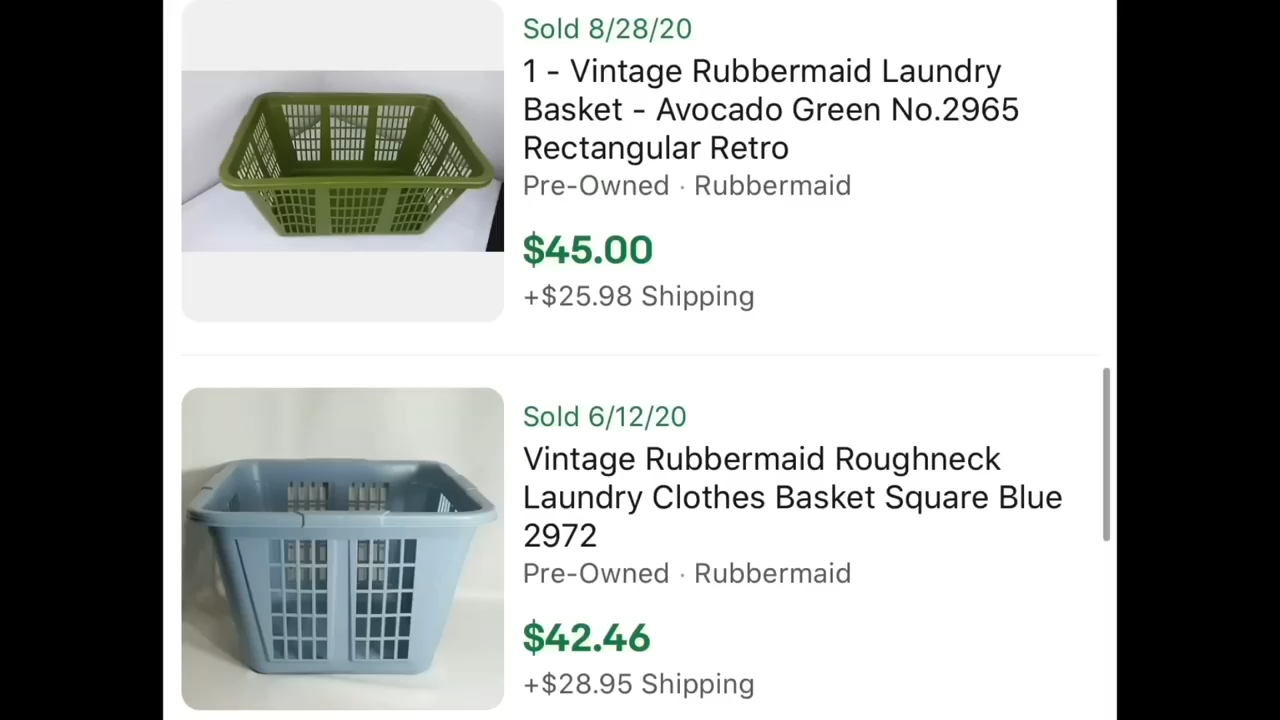 Sold 8/28/20
1 - Vintage Rubbermaid Laundry
Basket - Avocado Green No.2965
Rectangular Retro
Pre-Owned · Rubbermaid
$45.00
+$25.98 Shipping
Sold 6/12/20
Vintage Rubbermaid Roughneck
Laundry Clothes Basket Square Blue
2972
Pre-Owned · Rubbermaid
$42.46
+$28.95 Shipping